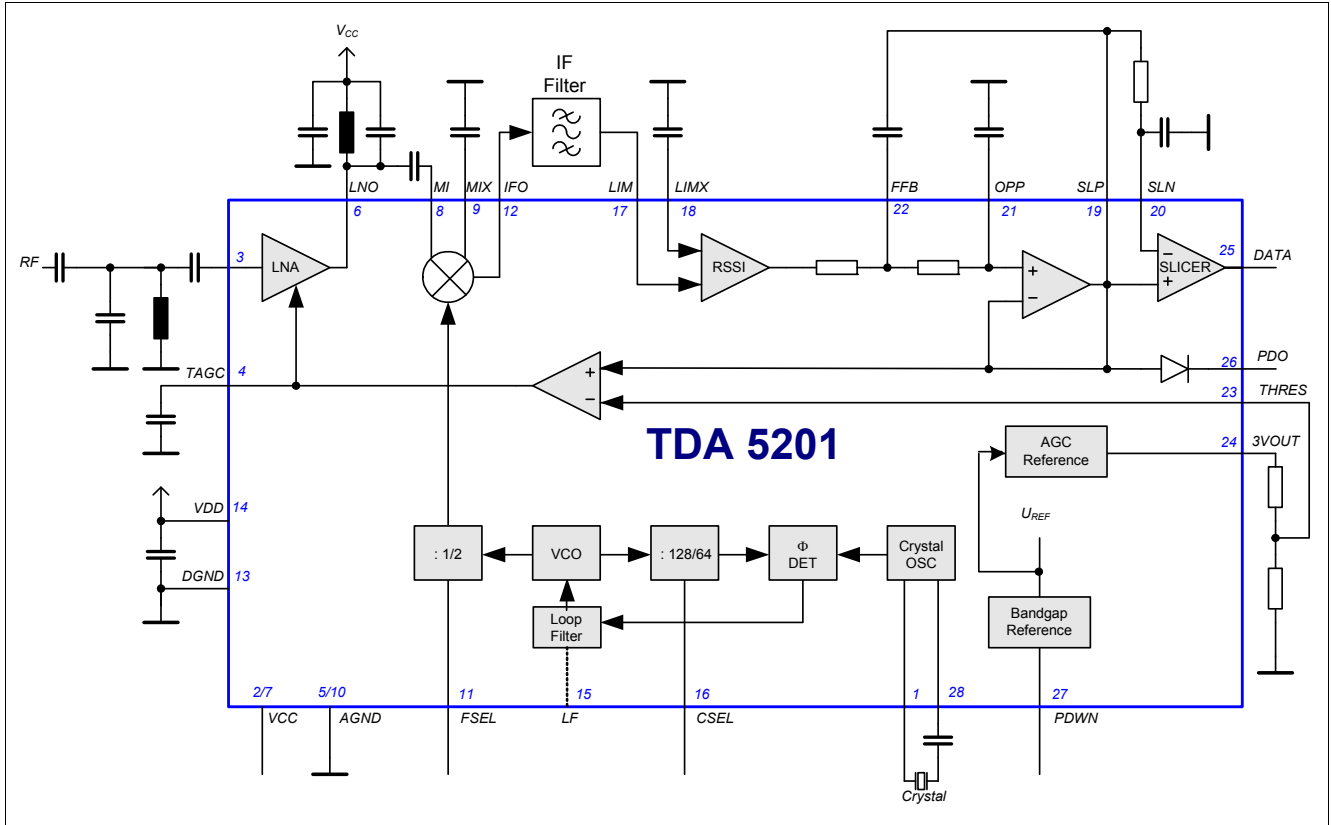 VCC
IF
Filter
LNO
MI
MIX
IFO
LIM
LIMX
FFB
OPP
SLP
SLN
6
8
9
12
17
18
22
21
19
20
RF
3
LNA
RSSI
+
−
−
SLICER
+
25
DATA
TAGC
4
+
−
26
PDO
23
THRES
TDA 5201
AGC
Reference
24
3VOUT
VDD
14
UREF
: 1/2
VCO
: 128/64
Φ
DET
Crystal
OSC
DGND
13
Loop
Filter
Bandgap
Reference
2/7
5/10
11
15
16
1
28
27
VCC
AGND
FSEL
LF
CSEL
PDWN
Crystal